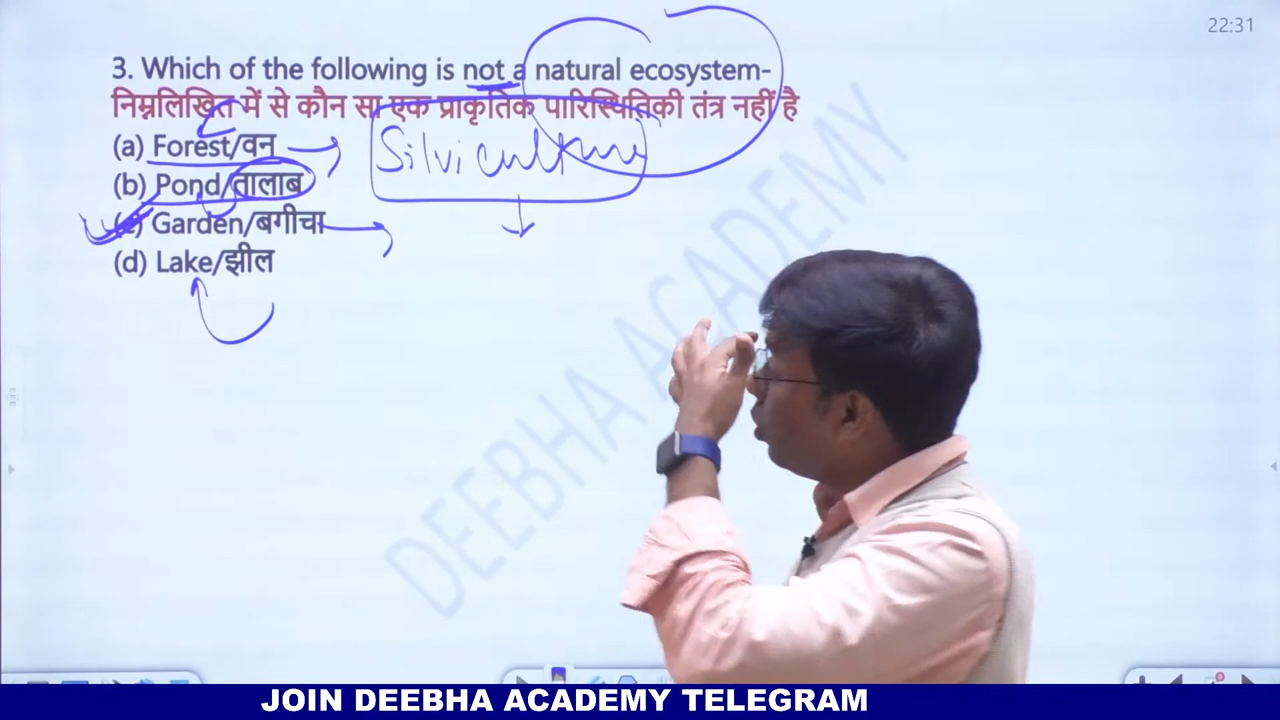 22:31
3. Which of the following is not a natural ecosystem-
निम्नलिखित में से कौन सा एक प्राकृतिक पारिस्थितिकी तंत्र नहीं है
(a) Forest/वन
Silviculture
(b) Pond/तालाब
(c) Garden/बगीचा
(d) Lake/झील
DEEBHA ACADEMY
JOIN DEEBHA ACADEMY TELEGRAM